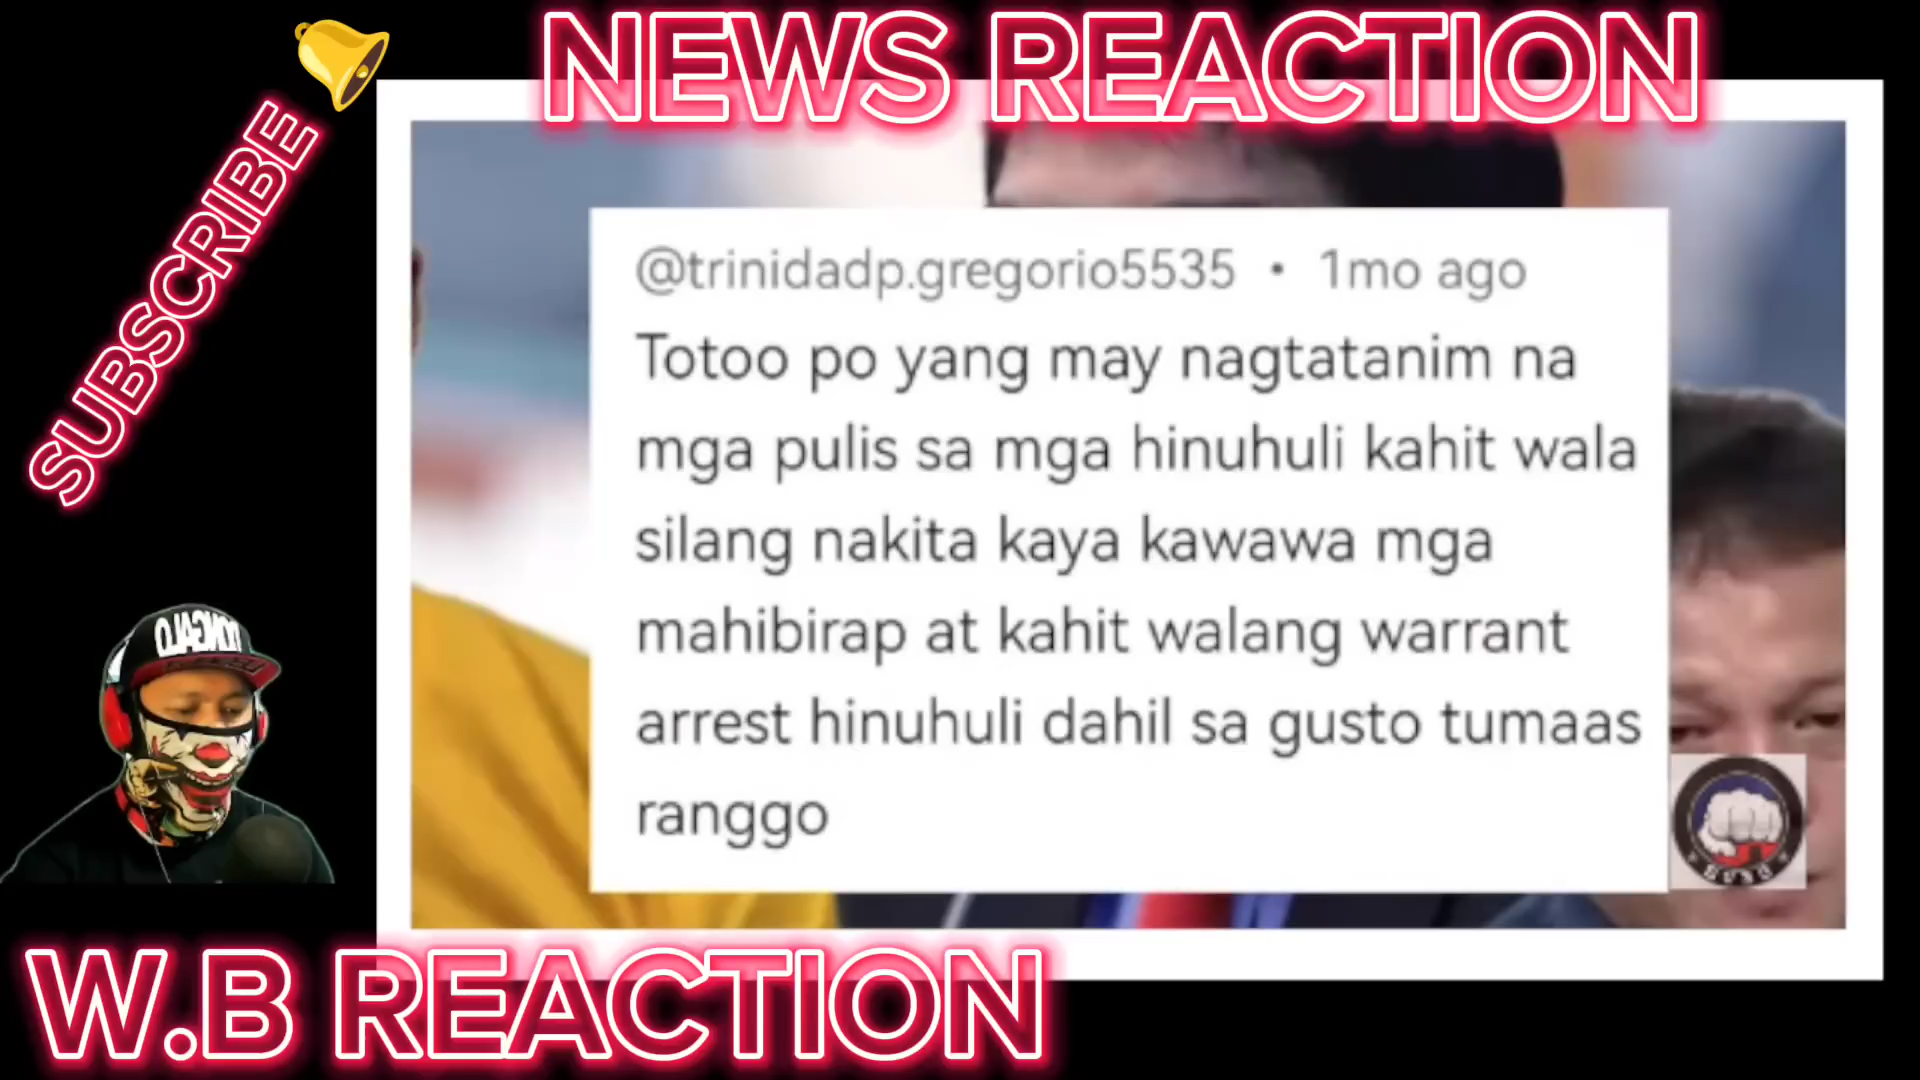 NEWS REACTION
SUBSCRIBE
@trinidadp.gregorio5535 • 1mo ago
Totoo po yang may nagtatanim na
mga pulis sa mga hinuhuli kahit wala
silang nakita kaya kawawa mga
mahibirap at kahit walang warrant
arrest hinuhuli dahil sa gusto tumaas
ranggo
DONGALO
W.B REACTION